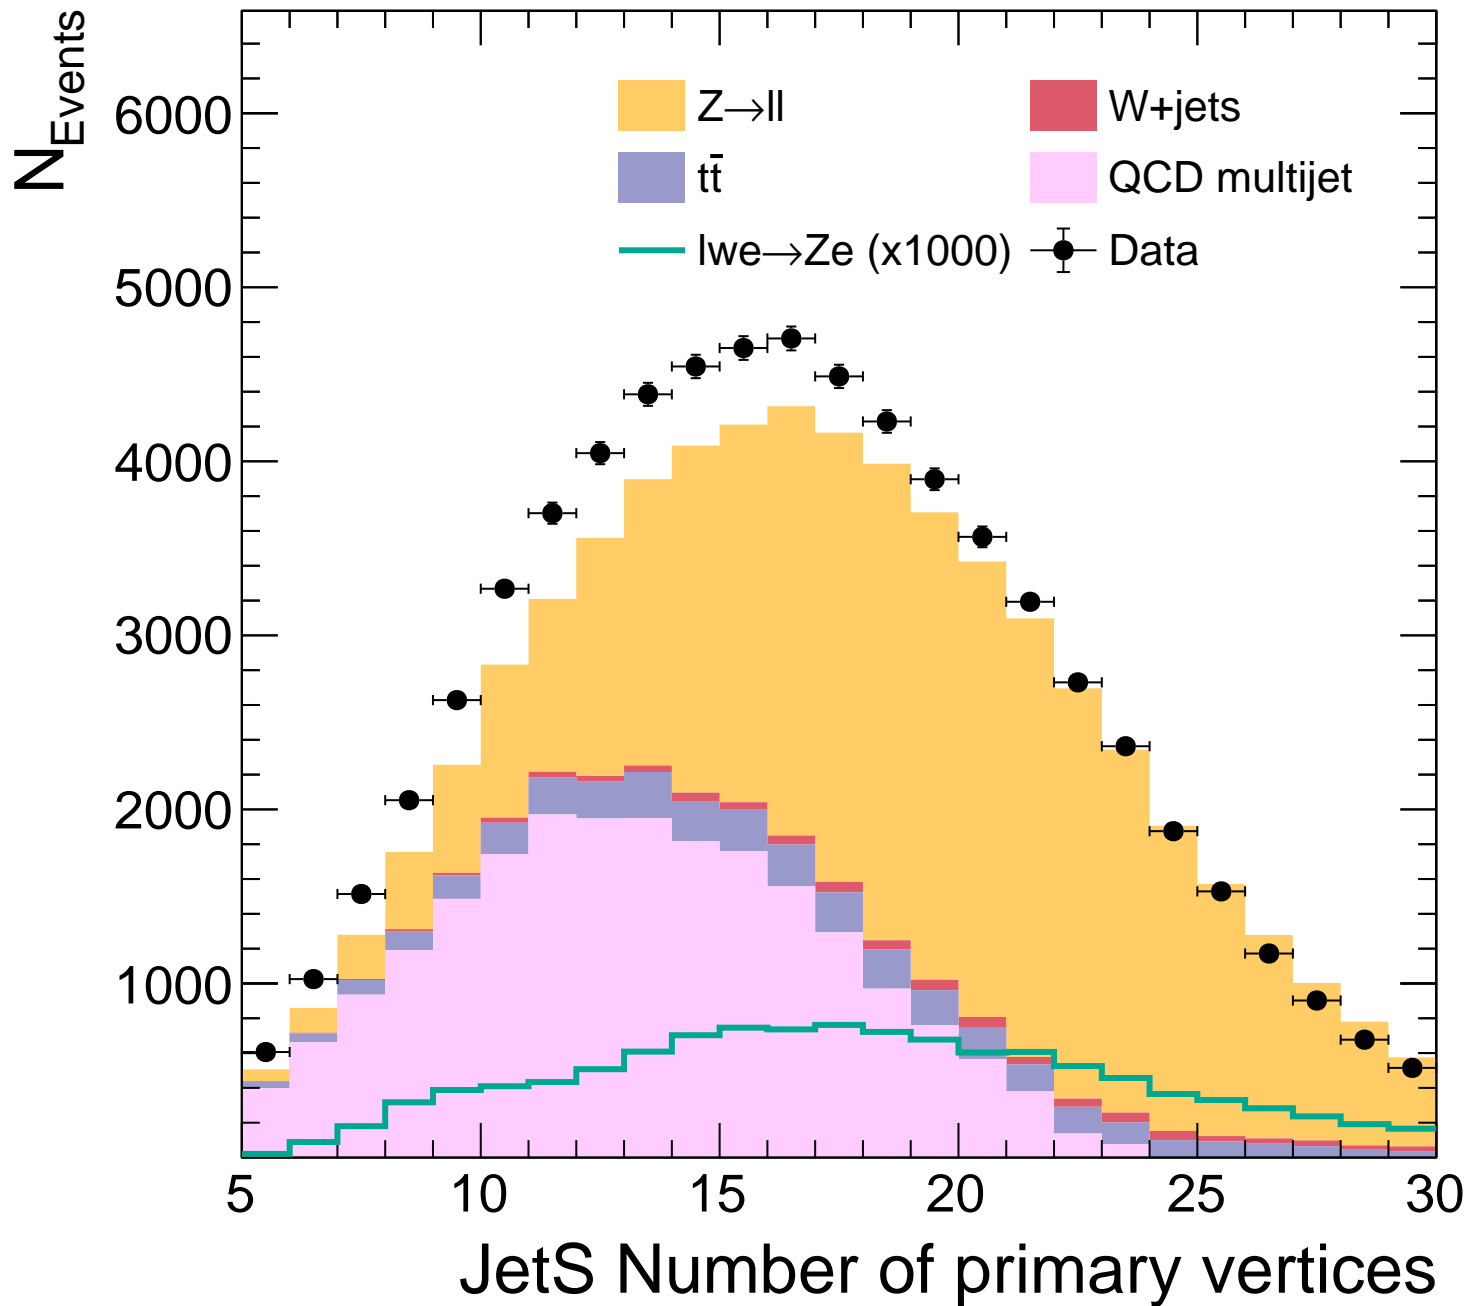 N_Events
6000
5000
4000
3000
2000
1000
Z→ll
W+jets
tt̄
QCD multijet
lwe→Ze (x1000)
Data
5 10 15 20 25 30
JetS Number of primary vertices